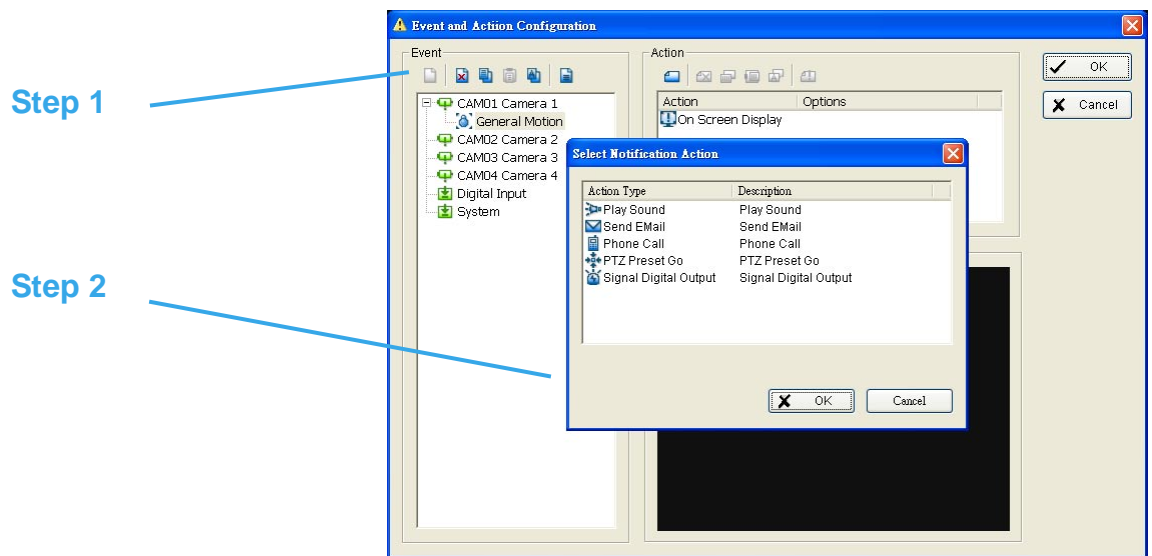 Event and Actiion Configuration
Event
Action
OK
Cancel
Step 1
CAM01 Camera 1
General Motion
CAM02 Camera 2
CAM03 Camera 3
CAM04 Camera 4
Digital Input
System
Action Options
On Screen Display
Select Notification Action
Action Type Description
Play Sound Play Sound
Send EMail Send EMail
Phone Call Phone Call
PTZ Preset Go PTZ Preset Go
Signal Digital Output Signal Digital Output
OK Cancel
Step 2